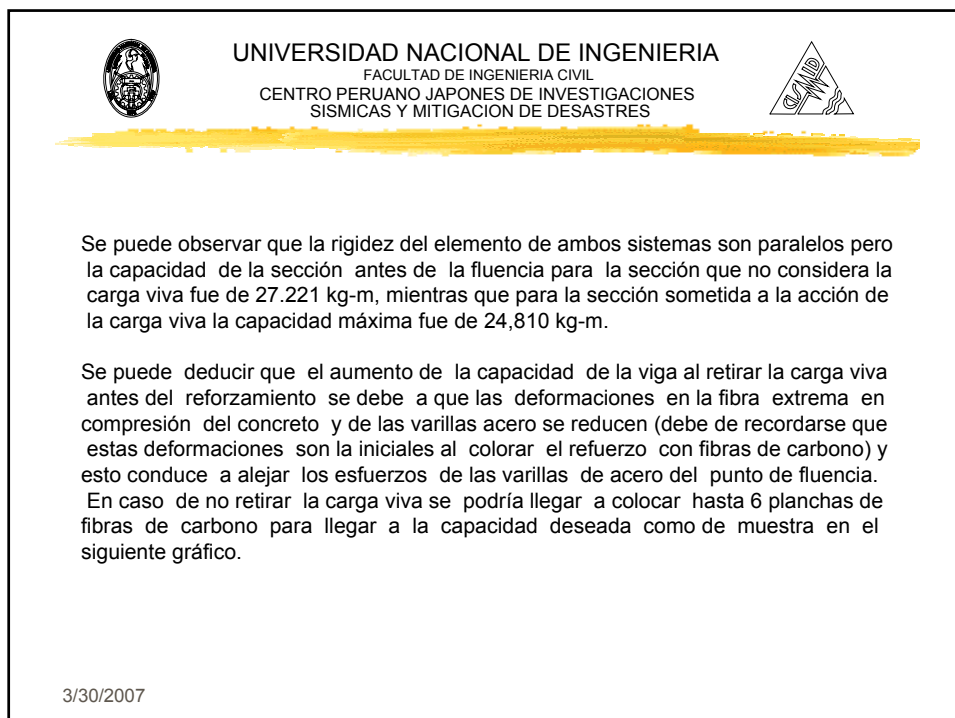 UNIVERSIDAD NACIONAL DE INGENIERIA
FACULTAD DE INGENIERIA CIVIL
CENTRO PERUANO JAPONES DE INVESTIGACIONES
SISMICAS Y MITIGACION DE DESASTRES
CISMID
Se puede observar que la rigidez del elemento de ambos sistemas son paralelos pero
la capacidad de la sección antes de la fluencia para la sección que no considera la
carga viva fue de 27.221 kg-m, mientras que para la sección sometida a la acción de
la carga viva la capacidad máxima fue de 24,810 kg-m.
Se puede deducir que el aumento de la capacidad de la viga al retirar la carga viva
antes del reforzamiento se debe a que las deformaciones en la fibra extrema en
compresión del concreto y de las varillas acero se reducen (debe de recordarse que
estas deformaciones son la iniciales al colorar el refuerzo con fibras de carbono) y
esto conduce a alejar los esfuerzos de las varillas de acero del punto de fluencia.
En caso de no retirar la carga viva se podría llegar a colocar hasta 6 planchas de
fibras de carbono para llegar a la capacidad deseada como de muestra en el
siguiente gráfico.
3/30/2007